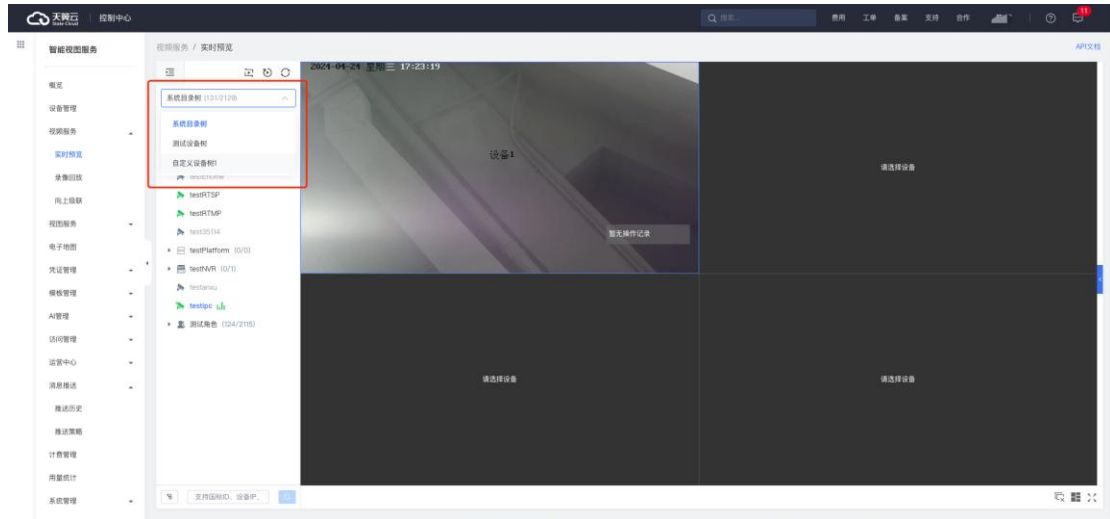 天翼云
State Cloud
控制中心
搜索...
费用
工单
备案
支持
合作
11
智能视图服务
视频服务 / 实时预览
API文档
概览
设备管理
视频服务
实时预览
录像回放
向上级联
视图服务
电子地图
凭证管理
模板管理
AI管理
访问管理
运营中心
消息推送
推送历史
推送策略
计费管理
用量统计
系统管理
系统目录树 (131/2129)
系统目录树
测试设备树
自定义设备树1
testEhome
testRTSP
testRTMP
test35114
testPlatform (0/0)
testNVR (0/1)
testipc
测试角色 (124/2115)
支持国标ID、设备IP、
2024-04-24 星期三 17:23:19
设备1
暂无操作记录
请选择设备
请选择设备
请选择设备